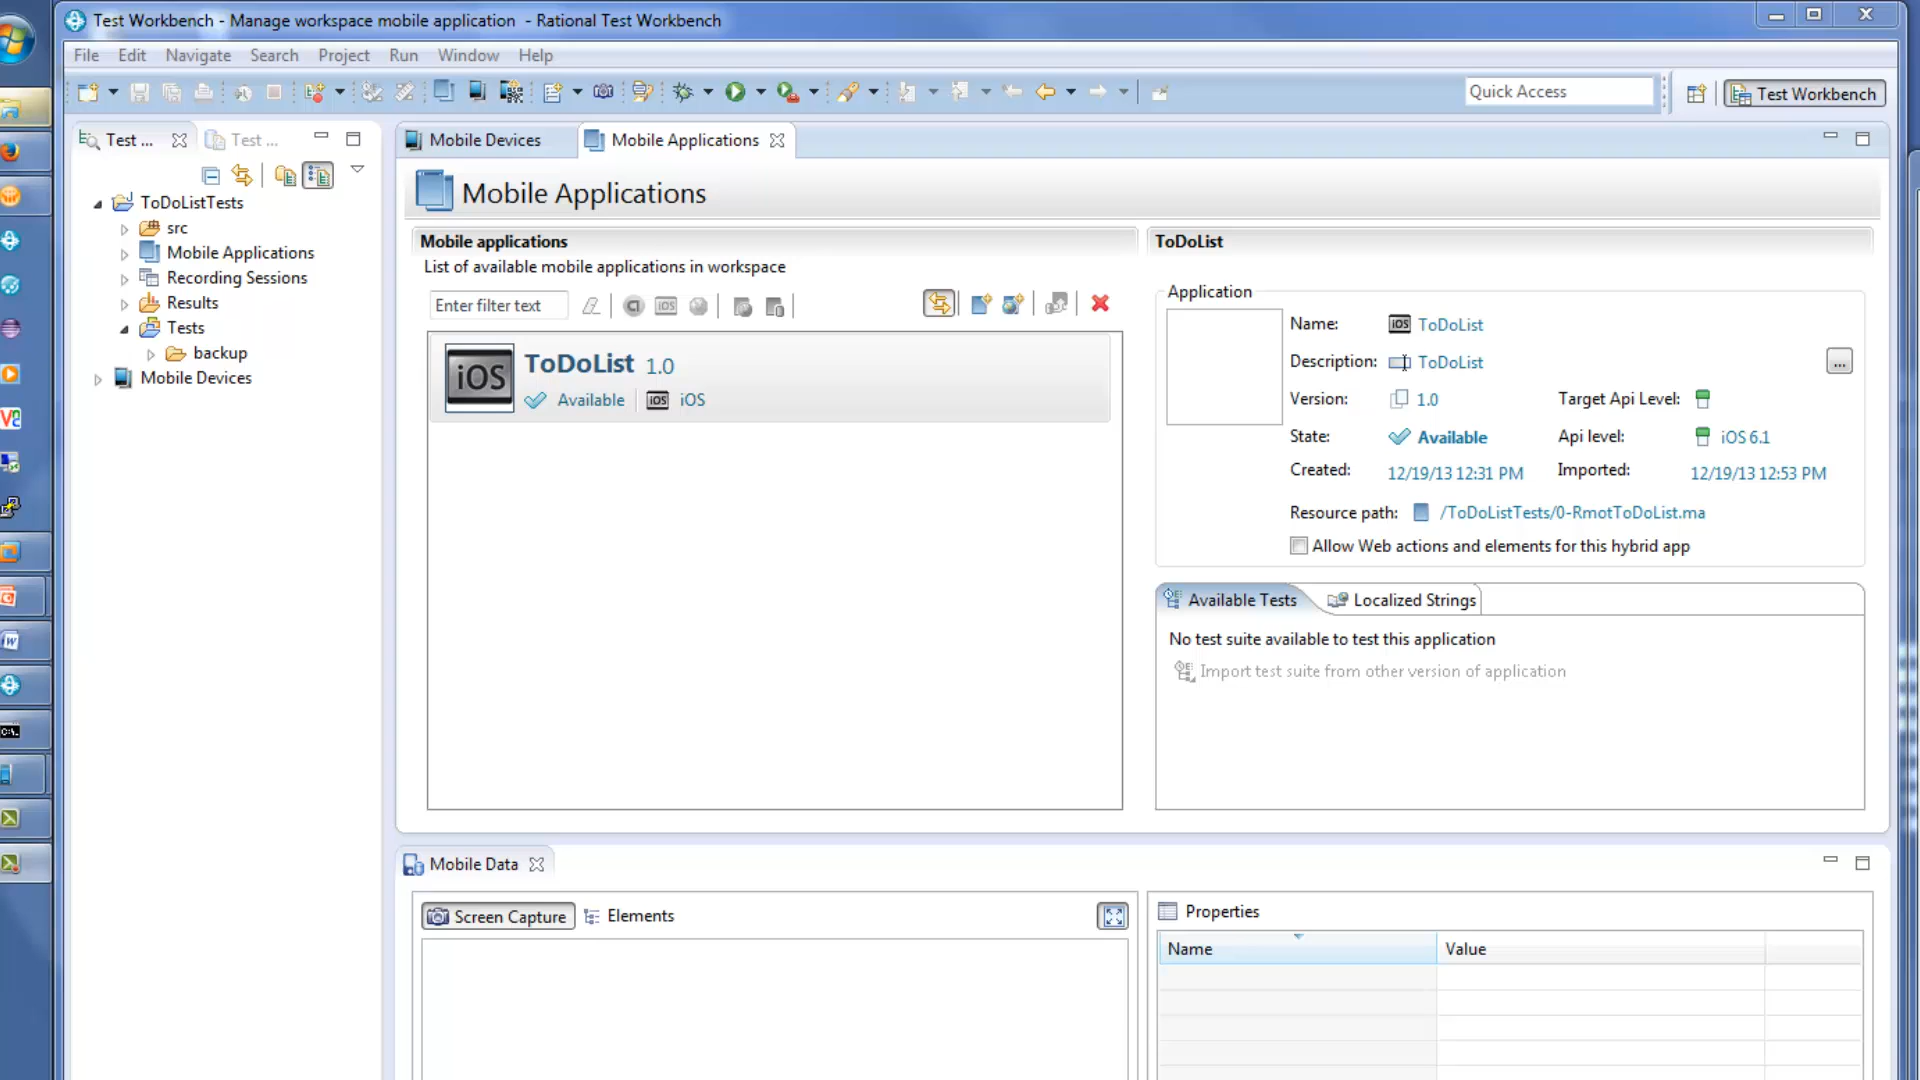 Test Workbench - Manage workspace mobile application - Rational Test Workbench
File Edit Navigate Search Project Run Window Help
Quick Access
Test Workbench
Test ...
Test ...
ToDoListTests
src
Mobile Applications
Recording Sessions
Results
Tests
backup
Mobile Devices
Mobile Devices
Mobile Applications
Mobile Applications
Mobile applications
List of available mobile applications in workspace
Enter filter text
iOS
iOS
ToDoList 1.0
Available
iOS
iOS
ToDoList
Application
Name: iOS ToDoList
Description: ToDoList
...
Version: 1.0
Target Api Level:
State: Available
Api level: iOS 6.1
Created: 12/19/13 12:31 PM
Imported: 12/19/13 12:53 PM
Resource path: /ToDoListTests/0-RmotToDoList.ma
Allow Web actions and elements for this hybrid app
Available Tests
Localized Strings
No test suite available to test this application
Import test suite from other version of application
Mobile Data
Screen Capture
Elements
Properties
Name
Value